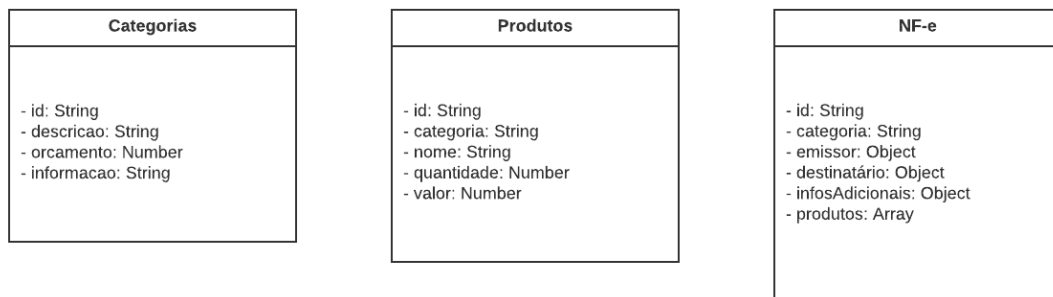 Categorias
- id: String
- descricao: String
- orcamento: Number
- informacao: String
Produtos
- id: String
- categoria: String
- nome: String
- quantidade: Number
- valor: Number
NF-e
- id: String
- categoria: String
- emissor: Object
- destinatário: Object
- infosAdicionais: Object
- produtos: Array